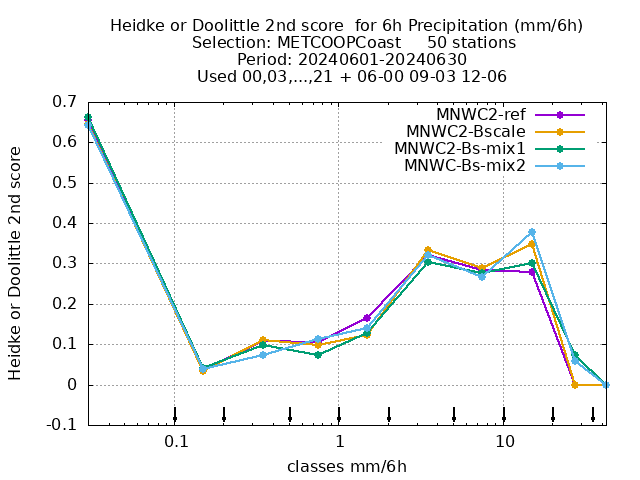 Heidke or Doolittle 2nd score  for 6h Precipitation (mm/6h)
Selection: METCOOPCoast     50 stations
Period: 20240601-20240630
Used 00,03,...,21 + 06-00 09-03 12-06
MNWC2-ref
MNWC2-Bscale
MNWC2-Bs-mix1
MNWC-Bs-mix2
Heidke or Doolittle 2nd score
0.7
0.6
0.5
0.4
0.3
0.2
0.1
0
-0.1
0.1 1 10
classes mm/6h